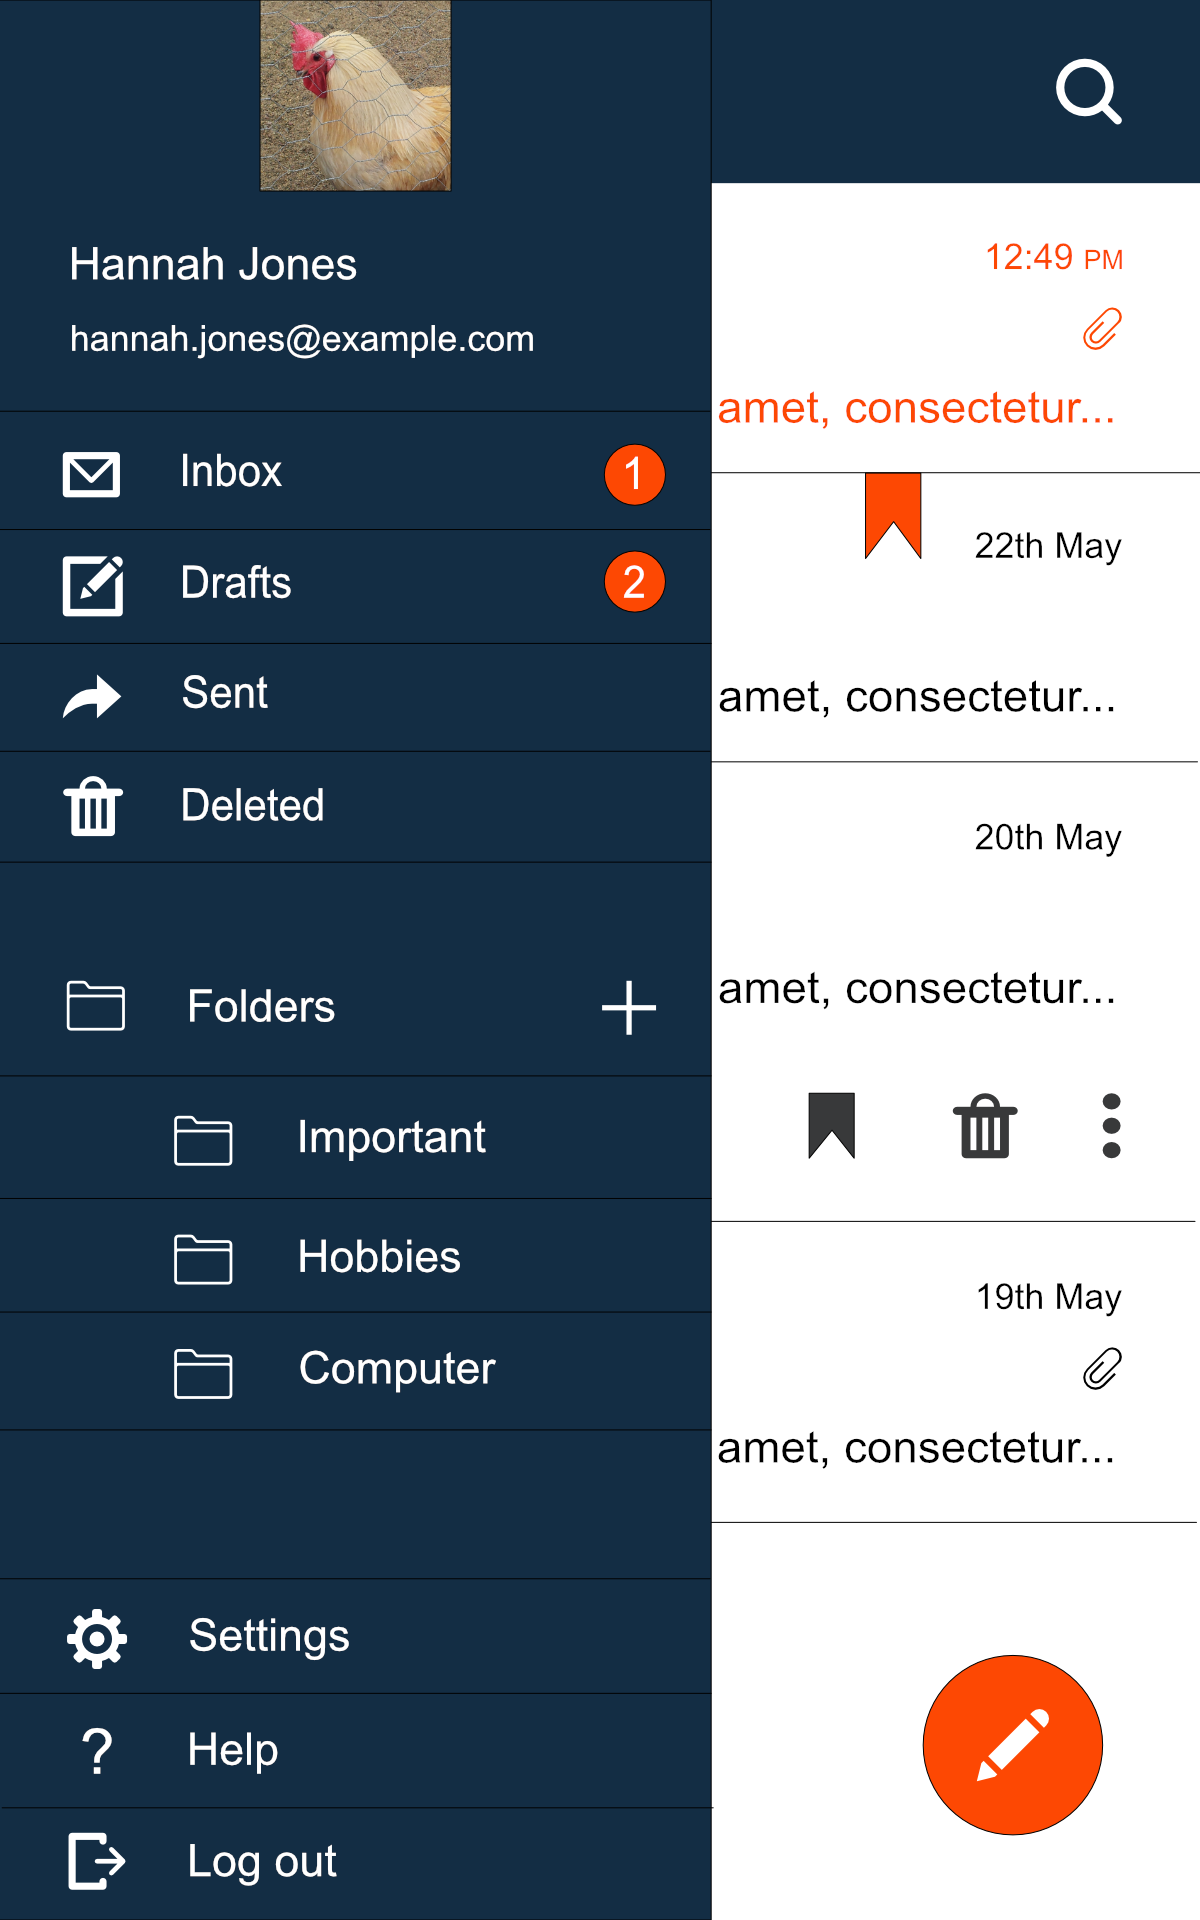 Hannah Jones
hannah.jones@example.com
Inbox 1
Drafts 2
Sent
Deleted
Folders
Important
Hobbies
Computer
Settings
? Help
Log out
12:49 PM
amet, consectetur...
22th May
amet, consectetur...
20th May
amet, consectetur...
19th May
amet, consectetur...